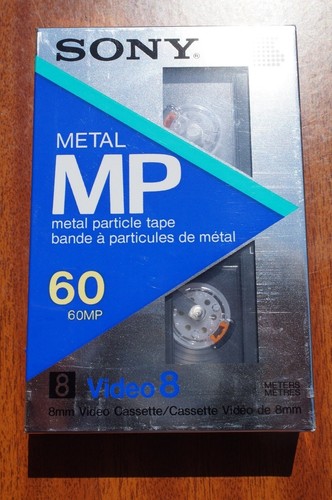 SONY®
METAL
MP
metal particle tape
bande à particules de métal
60
60MP
8 Video 8
METERS
MÈTRES
8mm Video Cassette/Cassette Vidéo de 8mm